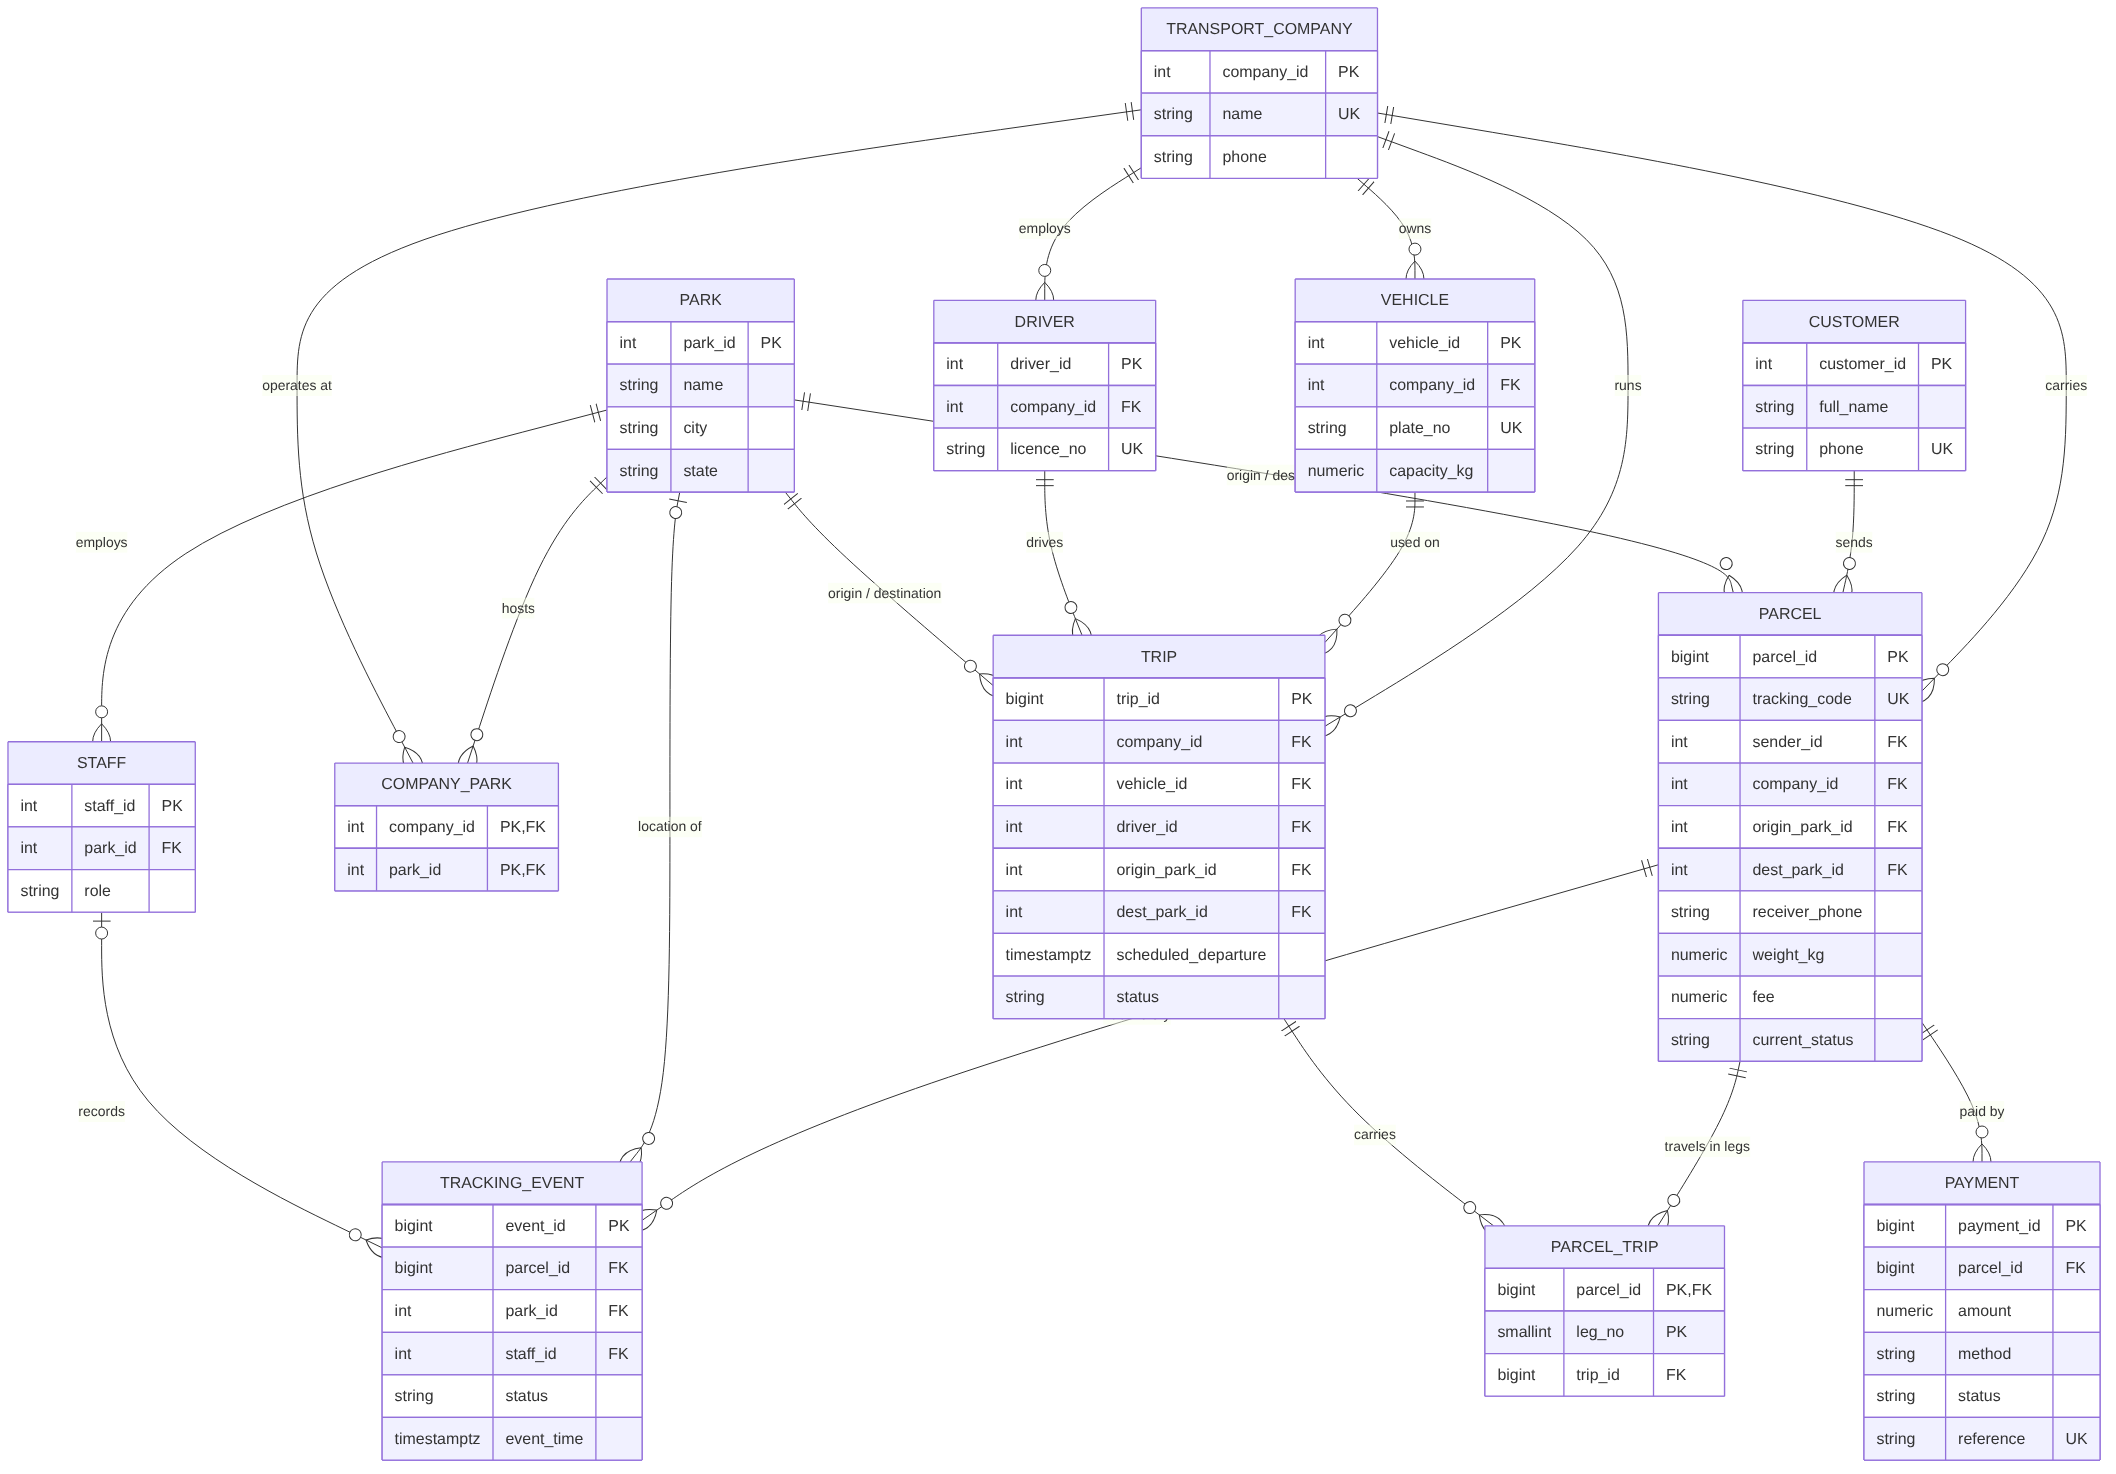 TRANSPORT_COMPANY
int company_id PK
string name UK
string phone
employs
owns
operates at
runs
carries
PARK
int park_id PK
string name
string city
string state
DRIVER
int driver_id PK
int company_id FK
string licence_no UK
VEHICLE
int vehicle_id PK
int company_id FK
string plate_no UK
numeric capacity_kg
CUSTOMER
int customer_id PK
string full_name
string phone UK
origin / des
employs
drives
used on
sends
origin / destination
hosts
STAFF
int staff_id PK
int park_id FK
string role
COMPANY_PARK
int company_id PK,FK
int park_id PK,FK
location of
TRIP
bigint trip_id PK
int company_id FK
int vehicle_id FK
int driver_id FK
int origin_park_id FK
int dest_park_id FK
timestamptz scheduled_departure
string status
PARCEL
bigint parcel_id PK
string tracking_code UK
int sender_id FK
int company_id FK
int origin_park_id FK
int dest_park_id FK
string receiver_phone
numeric weight_kg
numeric fee
string current_status
records
carries
travels in legs
paid by
TRACKING_EVENT
bigint event_id PK
bigint parcel_id FK
int park_id FK
int staff_id FK
string status
timestamptz event_time
PARCEL_TRIP
bigint parcel_id PK,FK
smallint leg_no PK
bigint trip_id FK
PAYMENT
bigint payment_id PK
bigint parcel_id FK
numeric amount
string method
string status
string reference UK